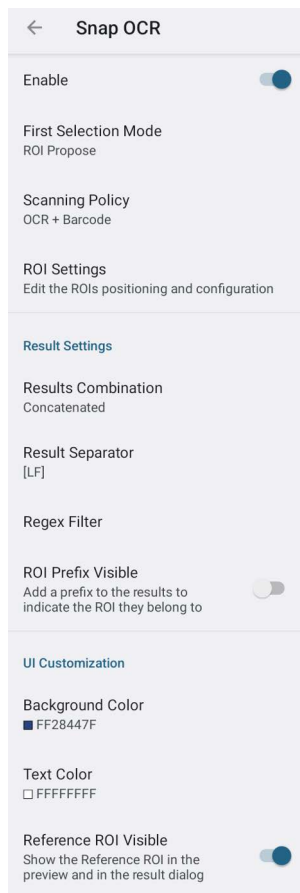 Snap OCR
Enable
First Selection Mode
ROI Propose
Scanning Policy
OCR + Barcode
ROI Settings
Edit the ROIs positioning and configuration
Result Settings
Results Combination
Concatenated
Result Separator
[LF]
Regex Filter
ROI Prefix Visible
Add a prefix to the results to
indicate the ROI they belong to
UI Customization
Background Color
FF28447F
Text Color
FFFFFFFF
Reference ROI Visible
Show the Reference ROI in the
preview and in the result dialog